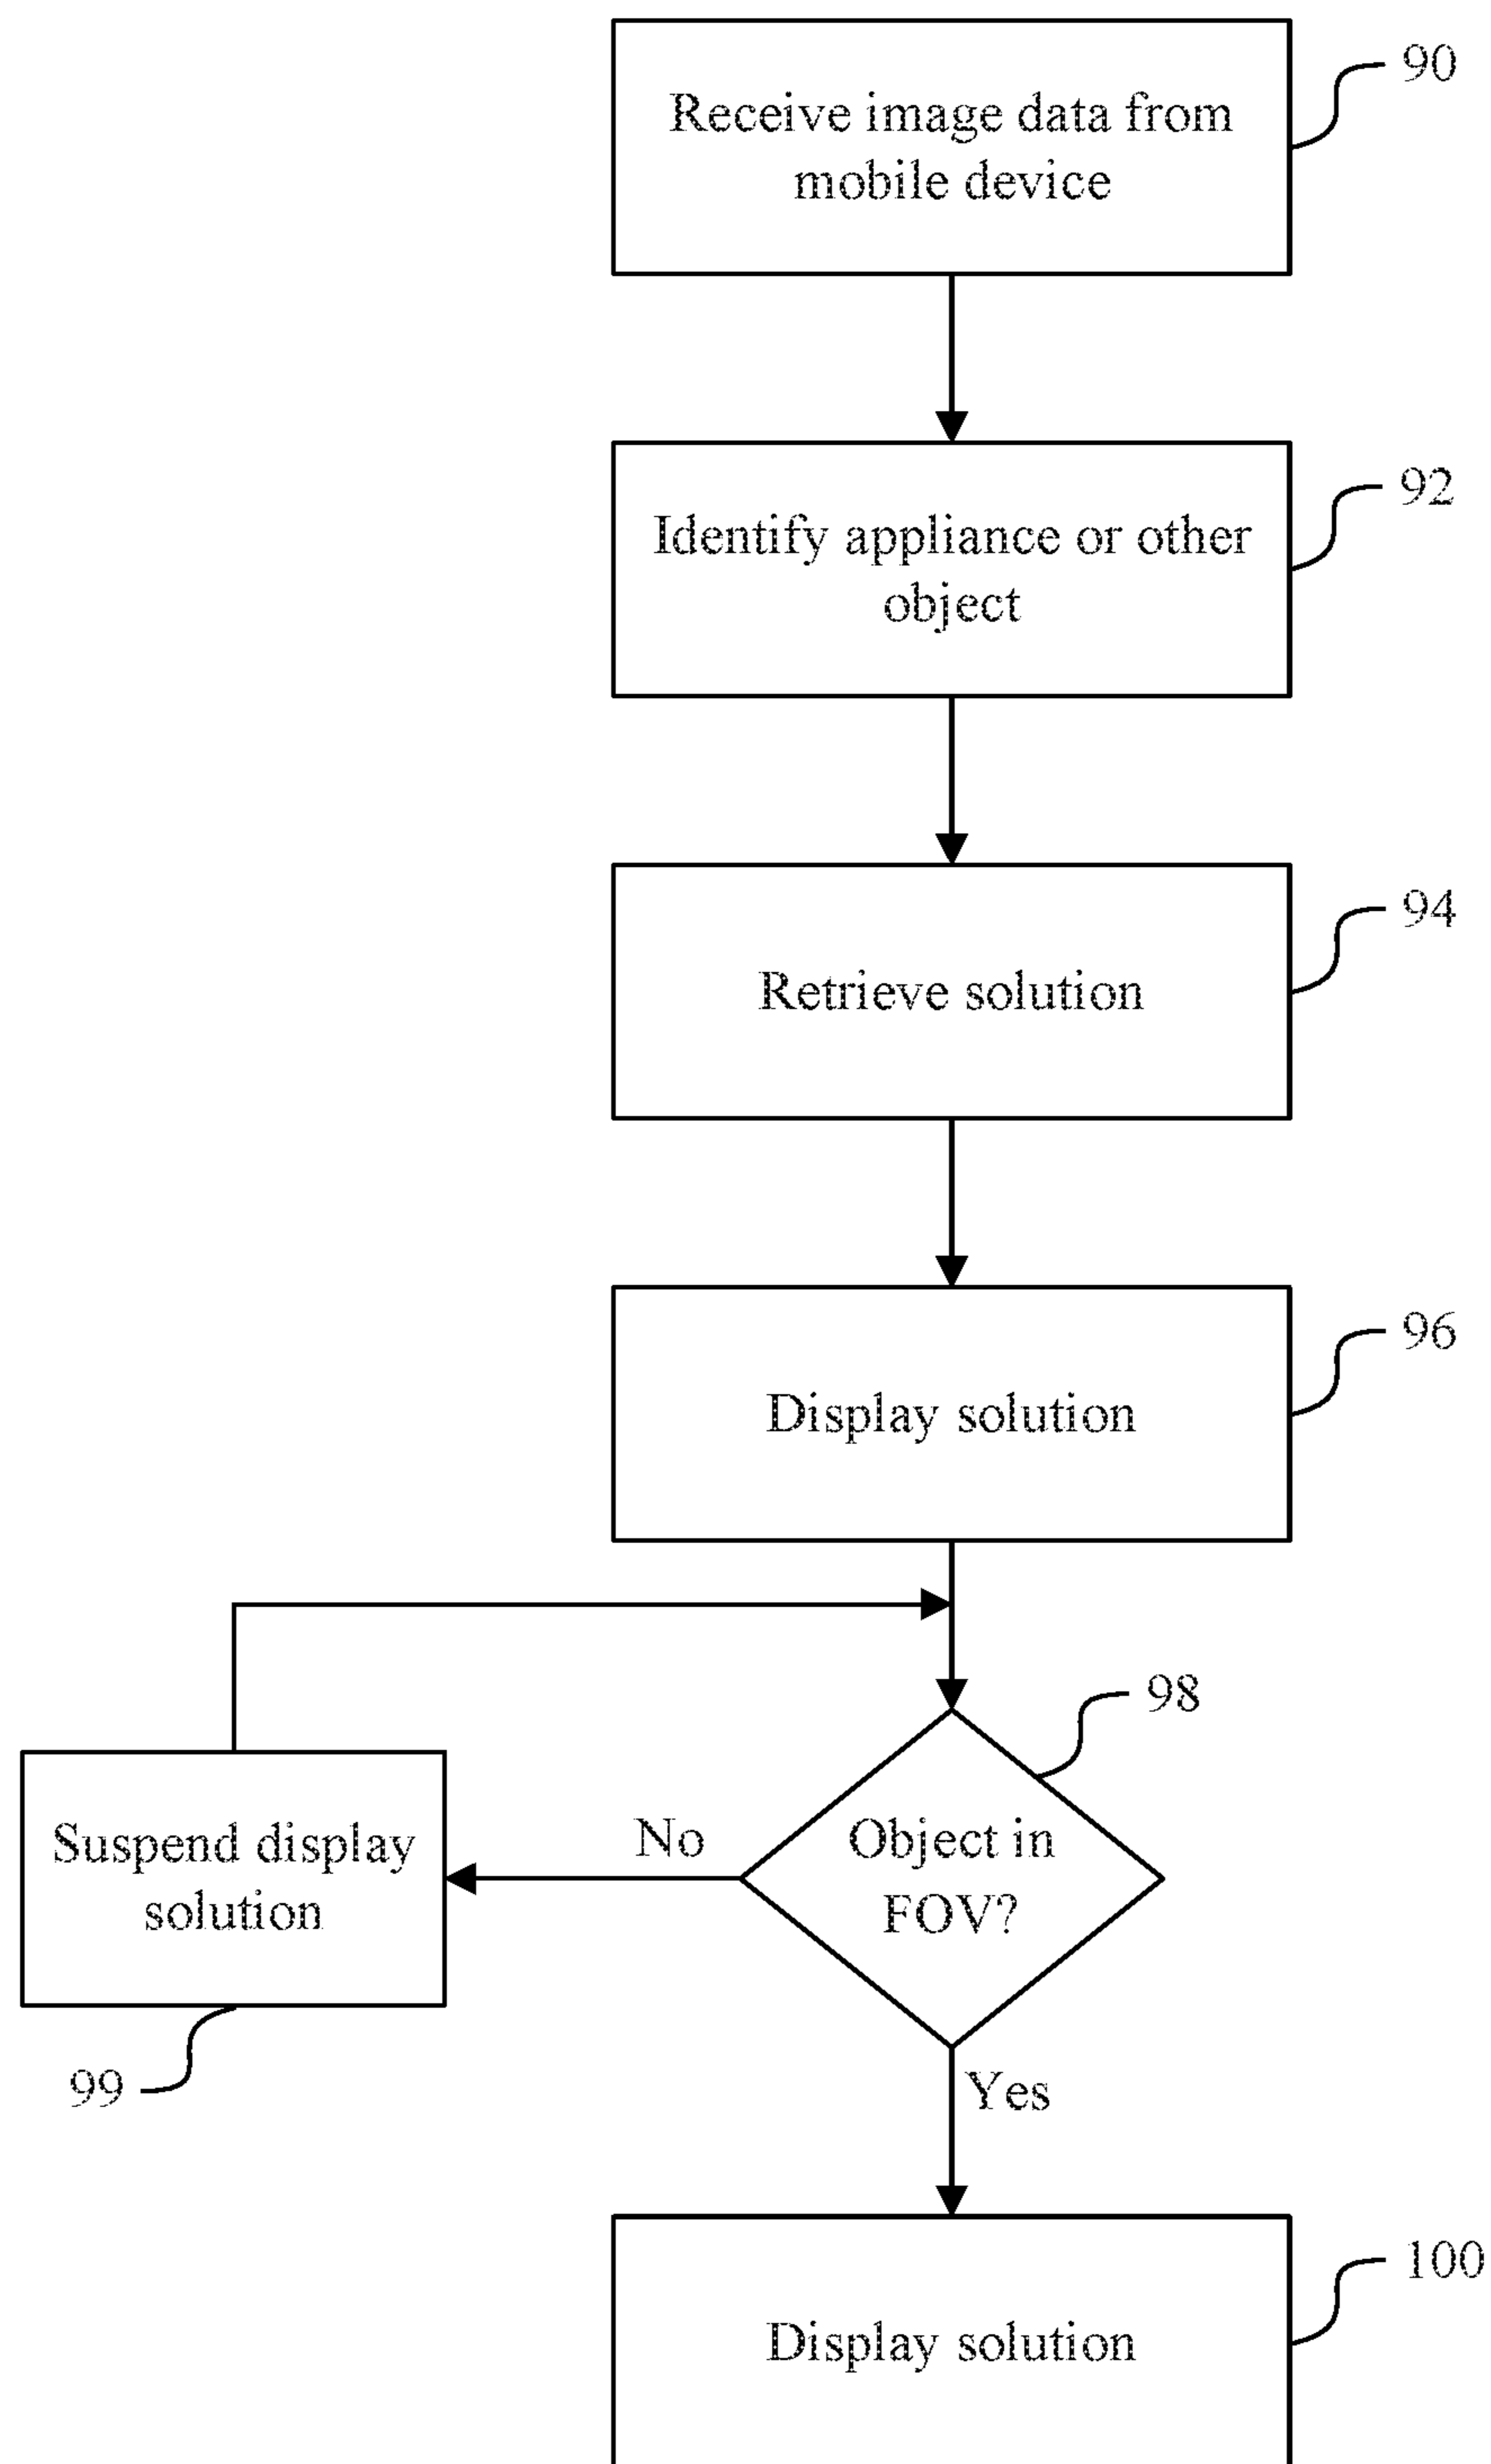 Receive image data from
mobile device
90
Identify appliance or other
object
92
Retrieve solution
94
Display solution
96
98
Object in
FOV?
No
Suspend display
solution
99
Yes
Display solution
100